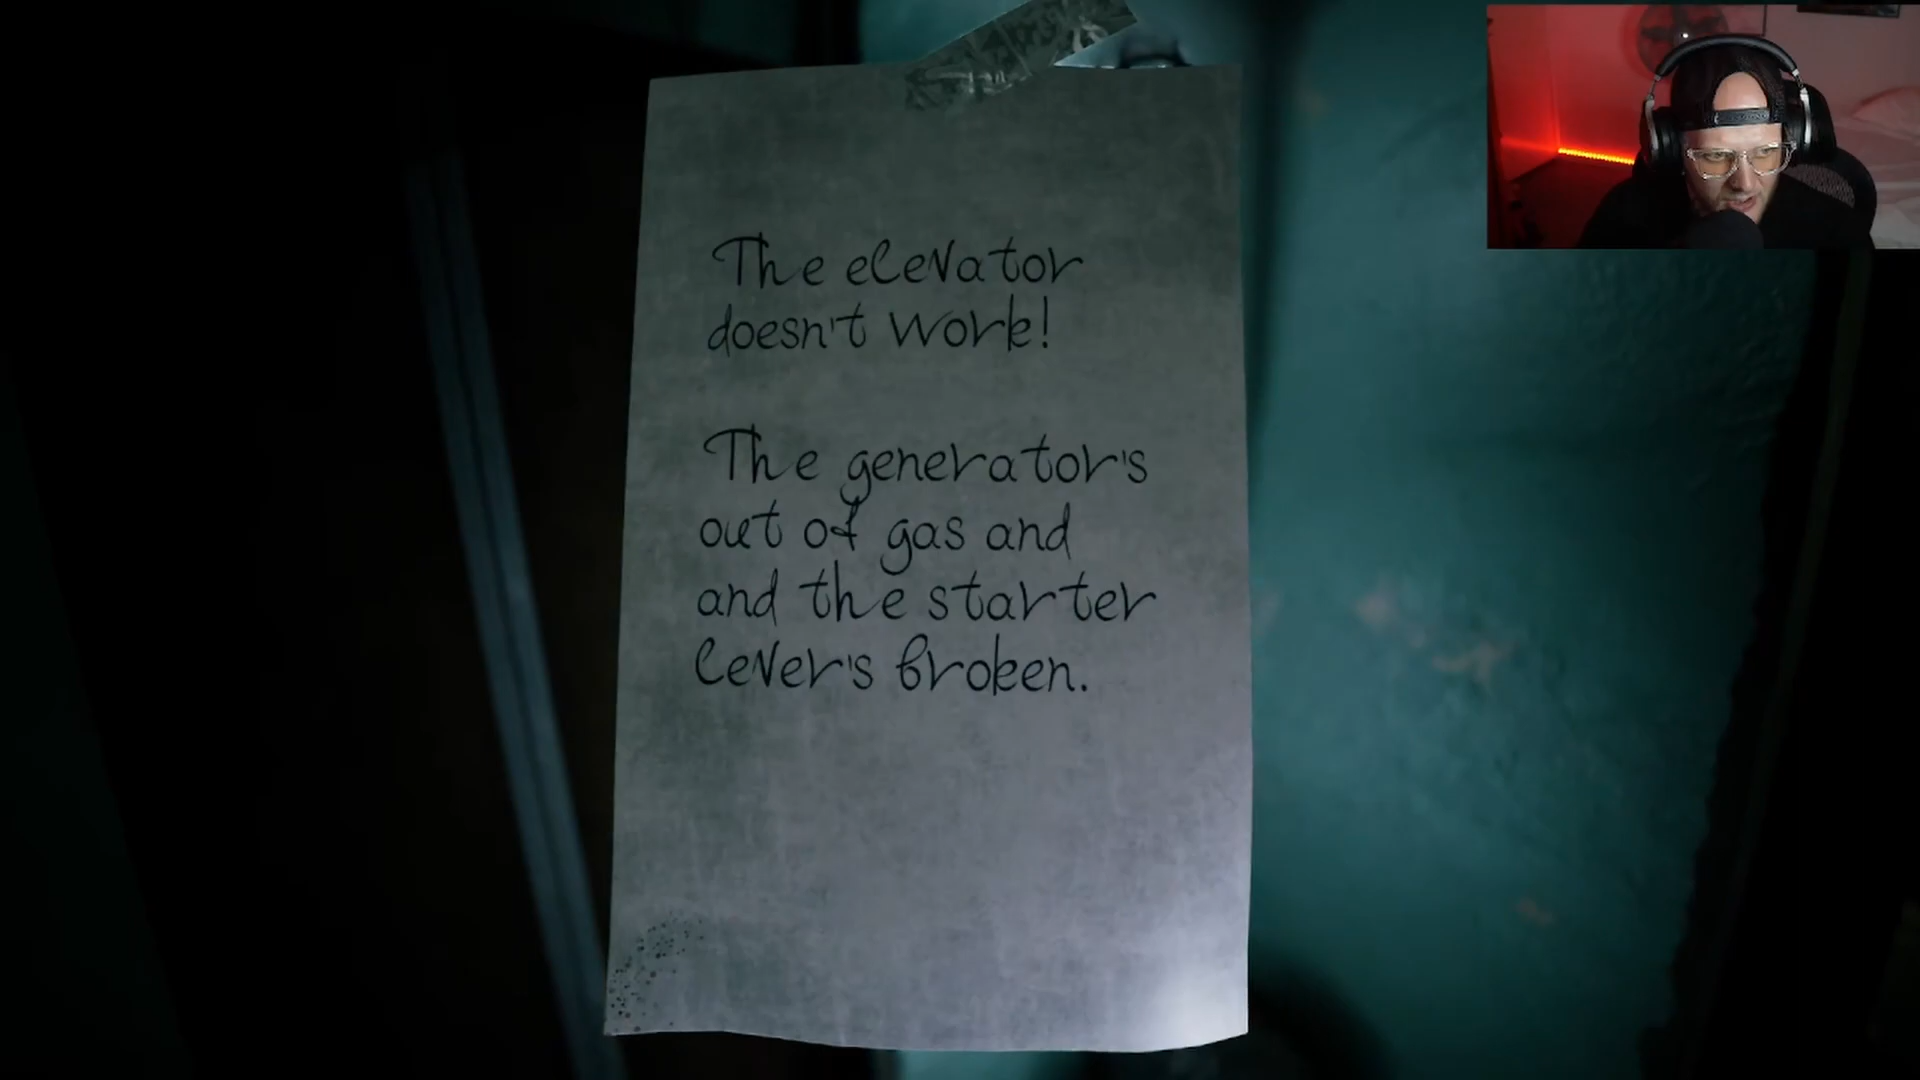 The elevator
doesn't work!
The generator's
out of gas and
and the starter
lever's broken.